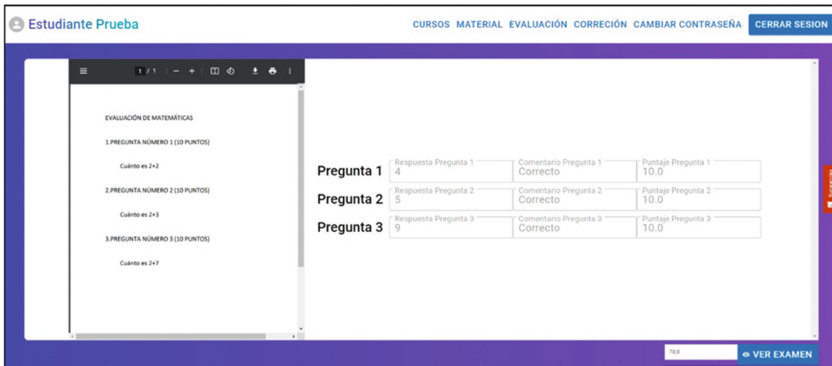 Estudiante Prueba
CURSOS MATERIAL EVALUACIÓN CORRECIÓN CAMBIAR CONTRASEÑA CERRAR SESION
1 / 1
EVALUACIÓN DE MATEMÁTICAS
1.PREGUNTA NÚMERO 1 (10 PUNTOS)
Cuánto es 2+2
2.PREGUNTA NÚMERO 2 (10 PUNTOS)
Cuánto es 2+3
3.PREGUNTA NÚMERO 3 (10 PUNTOS)
Cuánto es 2+7
Respuesta Pregunta 1 Comentario Pregunta 1 Puntaje Pregunta 1
Pregunta 1 4 Correcto 10.0
Respuesta Pregunta 2 Comentario Pregunta 2 Puntaje Pregunta 2
Pregunta 2 5 Correcto 10.0
Respuesta Pregunta 3 Comentario Pregunta 3 Puntaje Pregunta 3
Pregunta 3 9 Correcto 10.0
VER EXAMEN